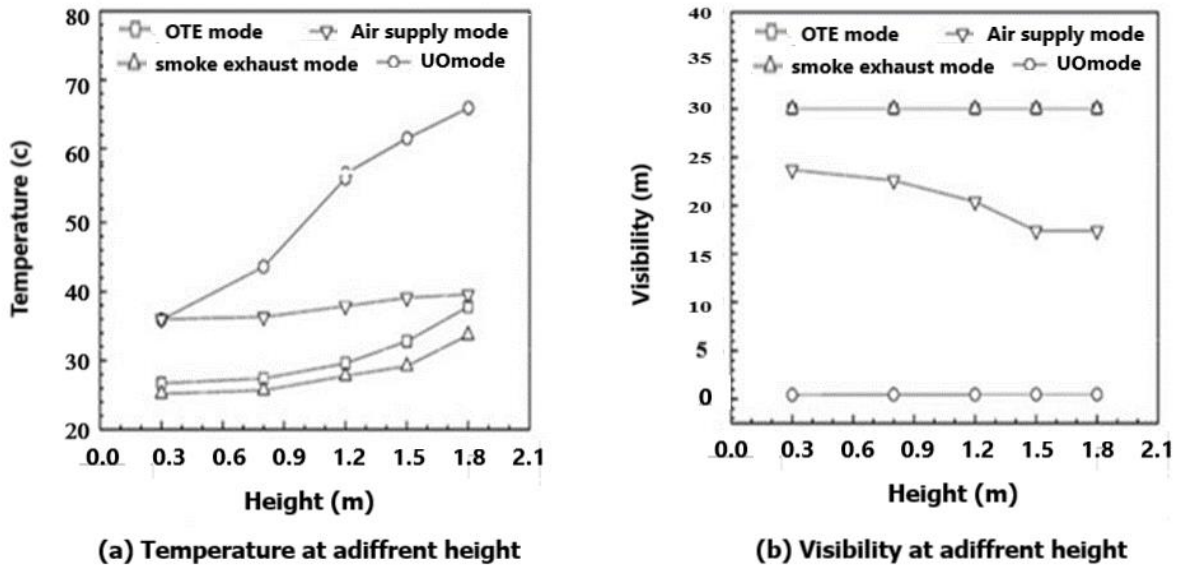 80
70
60
50
40
30
20
Temperature (c)
OTE mode
Air supply mode
smoke exhaust mode
UOmode
0.0 0.3 0.6 0.9 1.2 1.5 1.8 2.1
Height (m)
(a) Temperature at adiffrent height
40
35
30
25
20
15
10
5
0
Visibility (m)
OTE mode
Air supply mode
smoke exhaust mode
UOmode
0.0 0.3 0.6 0.9 1.2 1.5 1.8 2.1
Height (m)
(b) Visibility at adiffrent height